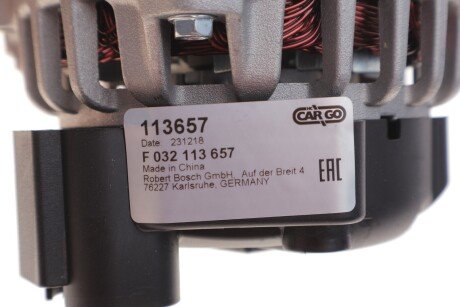 113657
CARGO
Date: 231218
F 032 113 657
Made in China
Robert Bosch GmbH Auf der Breit 4
76227 Karlsruhe, GERMANY
EAC